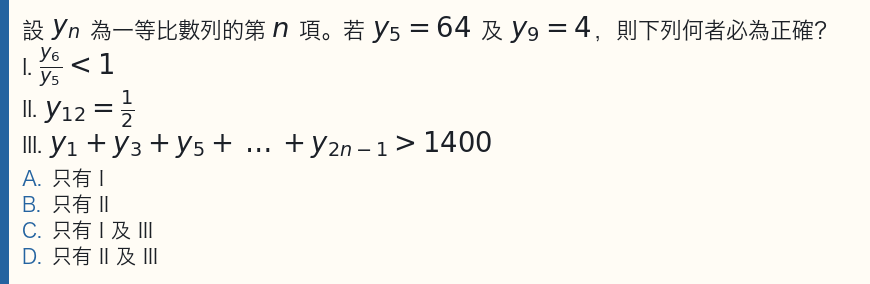 設 yₙ 為一等比數列的第 n 項。若 y₅ = 64 及 y₉ = 4，則下列何者必為正確？
I. y₆/y₅ < 1
II. y₁₂ = 1/2
III. y₁ + y₃ + y₅ + … + y₂ₙ₋₁ > 1400
A. 只有 I
B. 只有 II
C. 只有 I 及 III
D. 只有 II 及 III